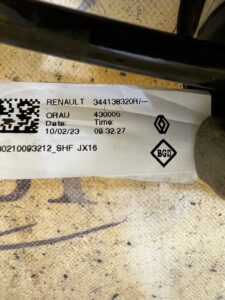 RENAULT 344138320R/---
ORAU 430005
Date: Time:
10/02/23 09.32.27
BGD
00210093212_SHF JX16